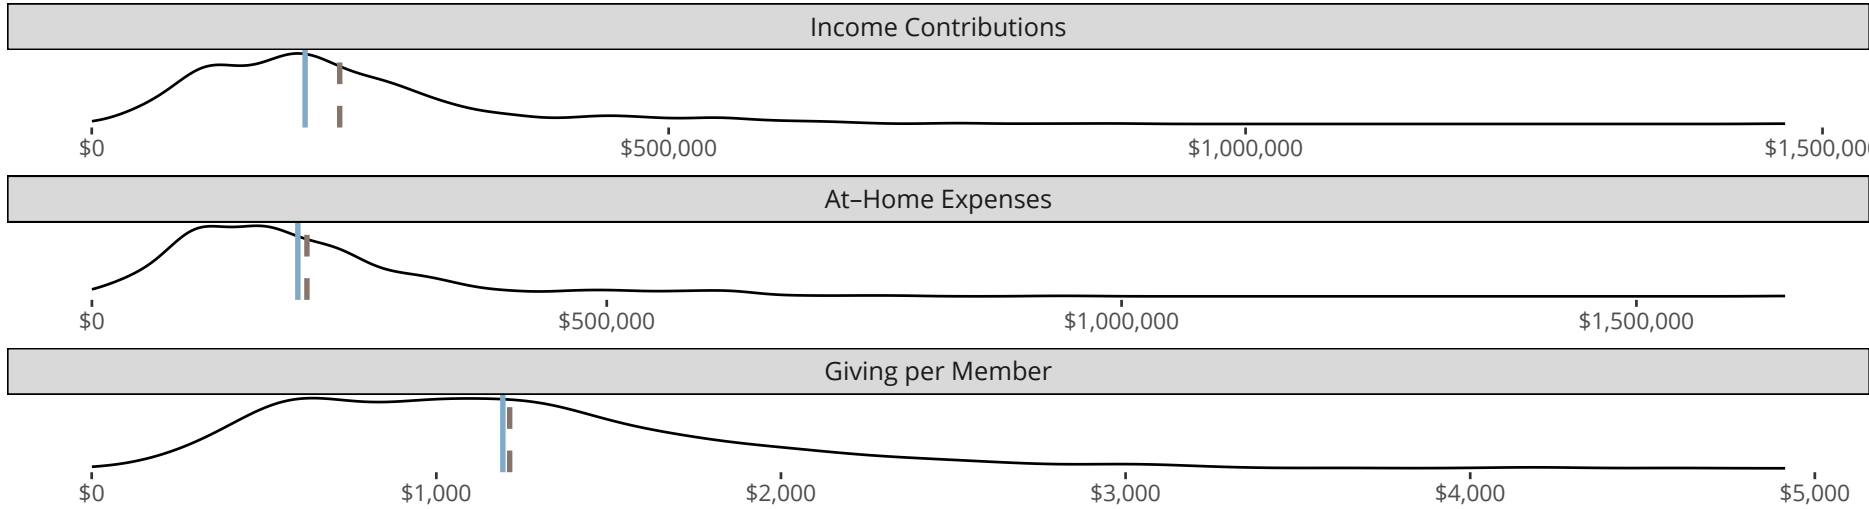 Income Contributions
$0 $500,000 $1,000,000 $1,500,000
At–Home Expenses
$0 $500,000 $1,000,000 $1,500,000
Giving per Member
$0 $1,000 $2,000 $3,000 $4,000 $5,000